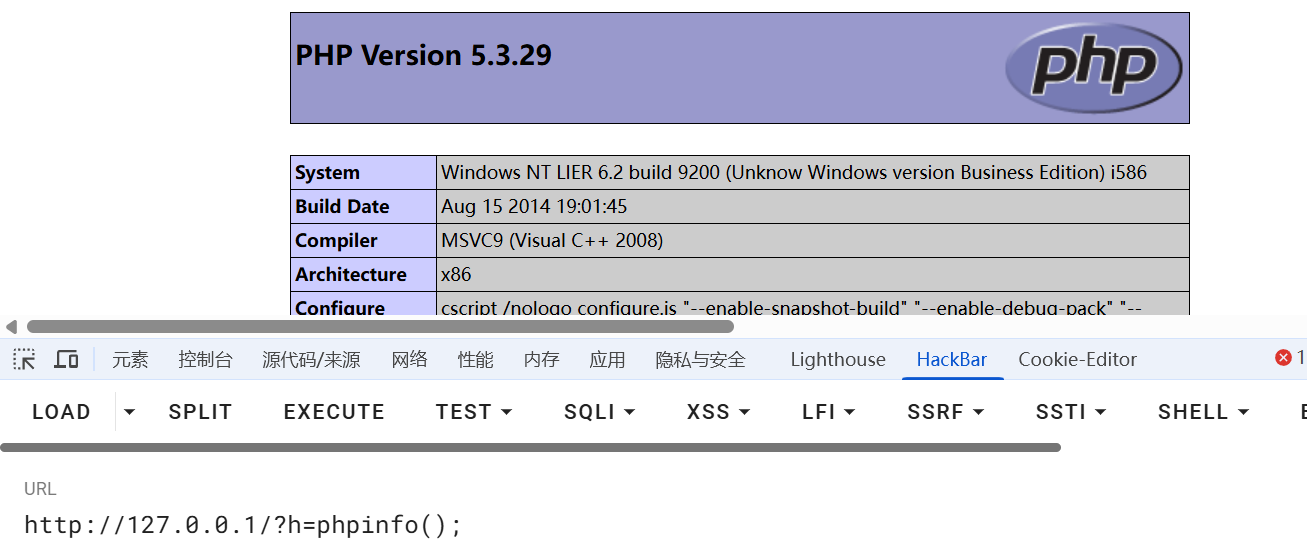 PHP Version 5.3.29
php
System Windows NT LIER 6.2 build 9200 (Unknow Windows version Business Edition) i586
Build Date Aug 15 2014 19:01:45
Compiler MSVC9 (Visual C++ 2008)
Architecture x86
Configure cscript /nologo configure.js "--enable-snapshot-build" "--enable-debug-pack" "--
元素 控制台 源代码/来源 网络 性能 内存 应用 隐私与安全 Lighthouse HackBar Cookie-Editor 1
LOAD SPLIT EXECUTE TEST SQLI XSS LFI SSRF SSTI SHELL
URL
http://127.0.0.1/?h=phpinfo();